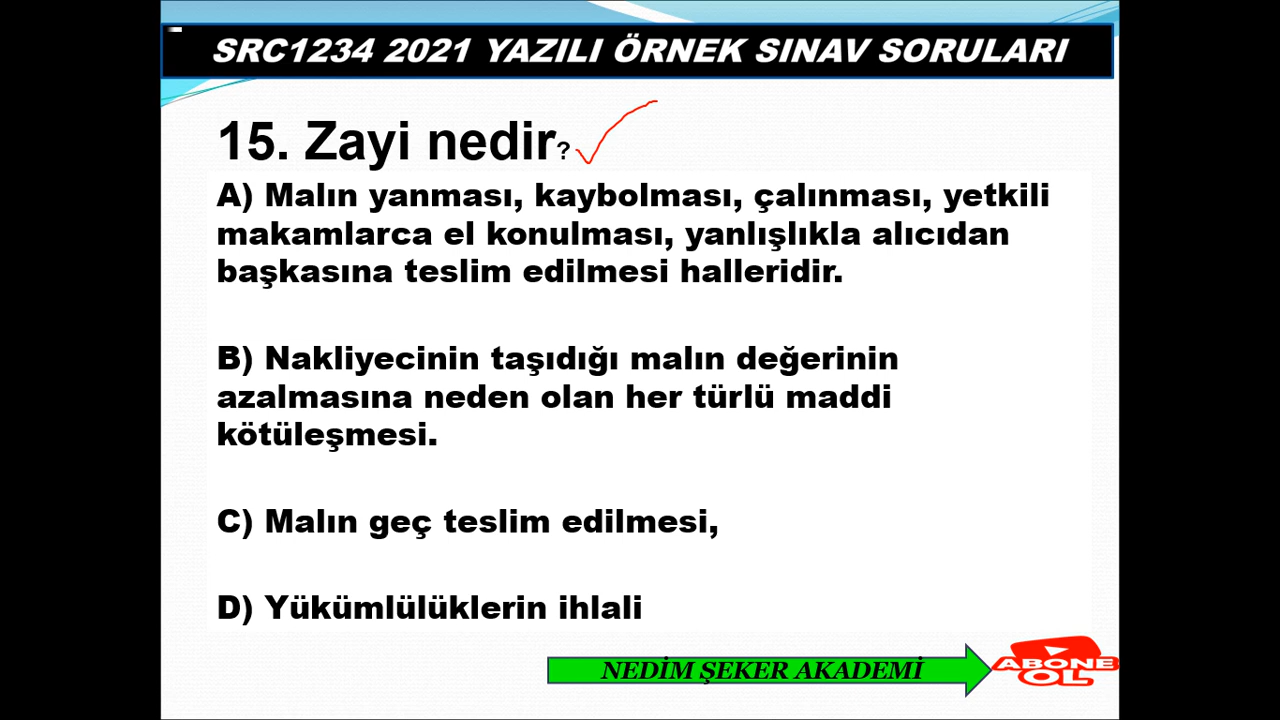 SRC1234 2021 YAZILI ÖRNEK SINAV SORULARI
15. Zayi nedir?
A) Malın yanması, kaybolması, çalınması, yetkili
makamlarca el konulması, yanlışlıkla alıcıdan
başkasına teslim edilmesi halleridir.
B) Nakliyecinin taşıdığı malın değerinin
azalmasına neden olan her türlü maddi
kötüleşmesi.
C) Malın geç teslim edilmesi,
D) Yükümlülüklerin ihlali
NEDİM ŞEKER AKADEMİ
ABONE
OL